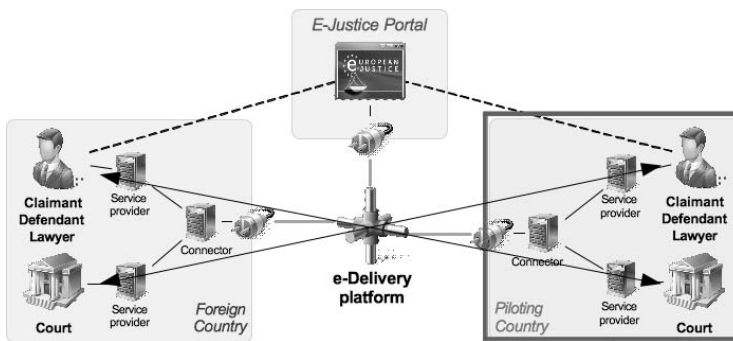 E-Justice Portal
EUROPEAN
JUSTICE
Claimant
Defendant
Lawyer
Service
provider
Connector
Court
Service
provider
Foreign
Country
e-Delivery
platform
Service
provider
Connector
Claimant
Defendant
Lawyer
Piloting
Country
Service
provider
Court